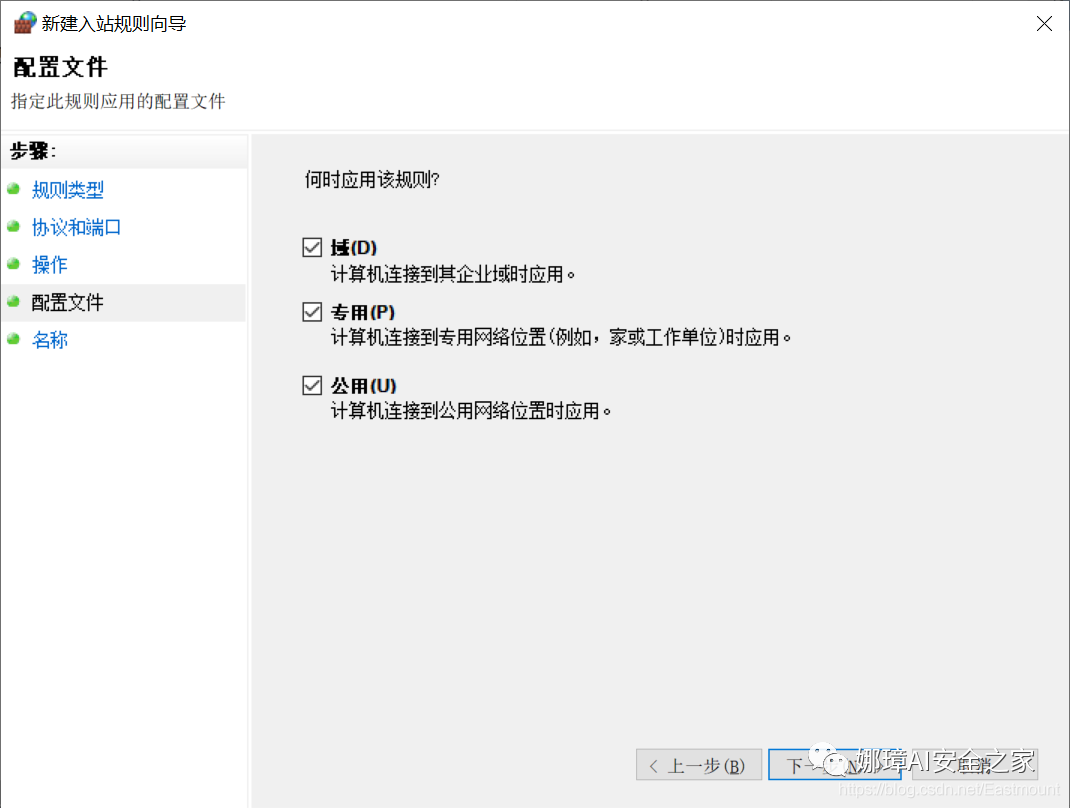 新建入站规则向导
配置文件
指定此规则应用的配置文件
步骤:
规则类型
协议和端口
操作
配置文件
名称
何时应用该规则?
域(D)
计算机连接到其企业域时应用。
专用(P)
计算机连接到专用网络位置(例如，家或工作单位)时应用。
公用(U)
计算机连接到公用网络位置时应用。
< 上一步(B)
下一步(N) >
取消
娜璋AI安全之家
https://blog.csdn.net/Eastmount